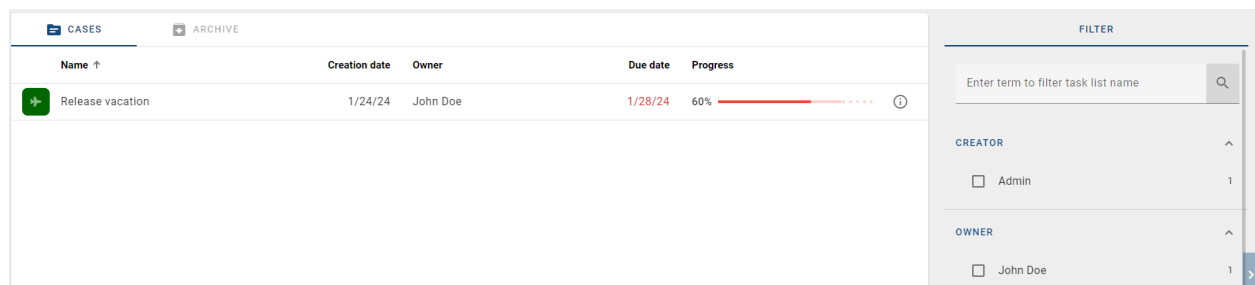 CASES
ARCHIVE
FILTER
Name ↑ Creation date Owner Due date Progress
Release vacation 1/24/24 John Doe 1/28/24 60%
Enter term to filter task list name
CREATOR
Admin 1
OWNER
John Doe 1